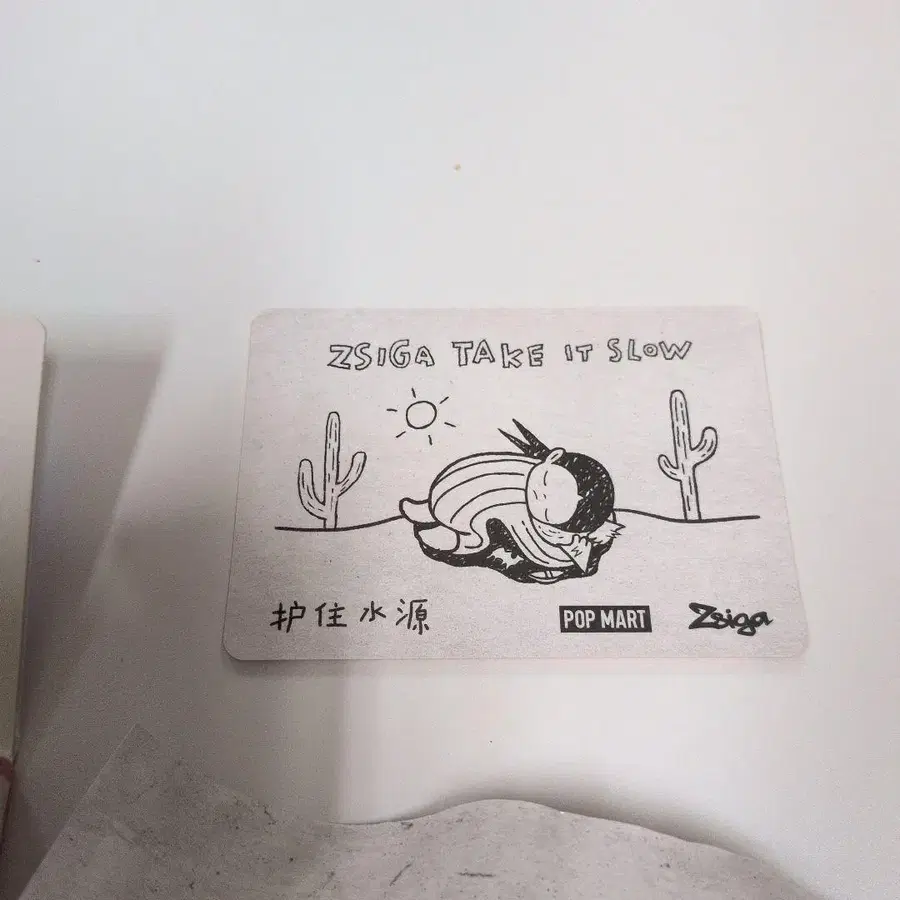 ZSIGA TAKE IT SLOW
护住水源
POP MART
Zsiga